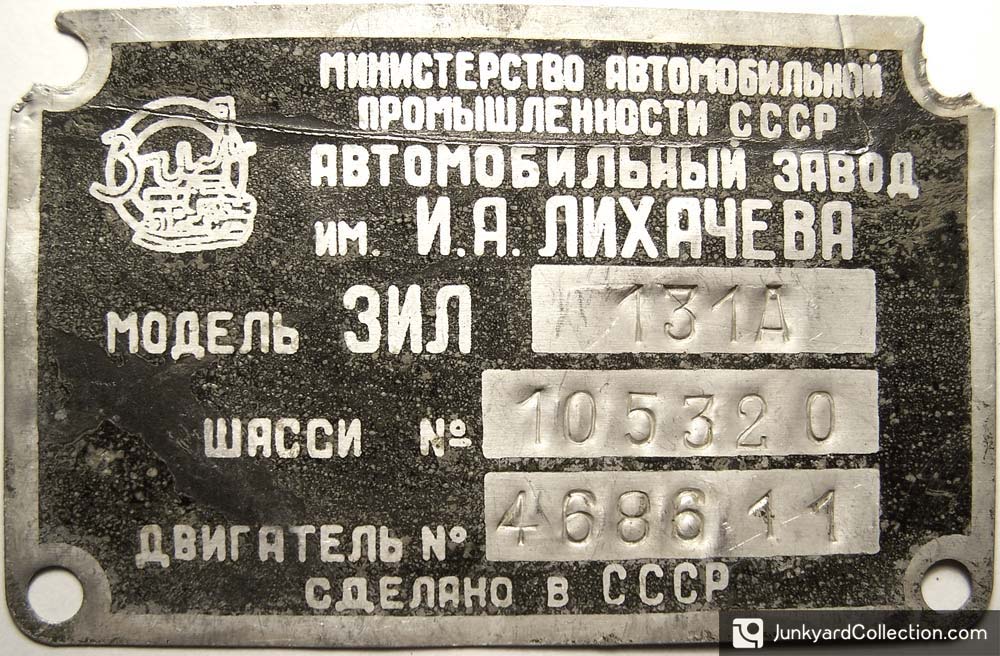 МИНИСТЕРСТВО АВТОМОБИЛЬНОЙ
ПРОМЫШЛЕННОСТИ СССР
АВТОМОБИЛЬНЫЙ ЗАВОД
ИМ. И.А. ЛИХАЧЕВА
МОДЕЛЬ ЗИЛ 131А
ШАССИ № 105320
ДВИГАТЕЛЬ № 468611
СДЕЛАНО В СССР
JunkyardCollection.com